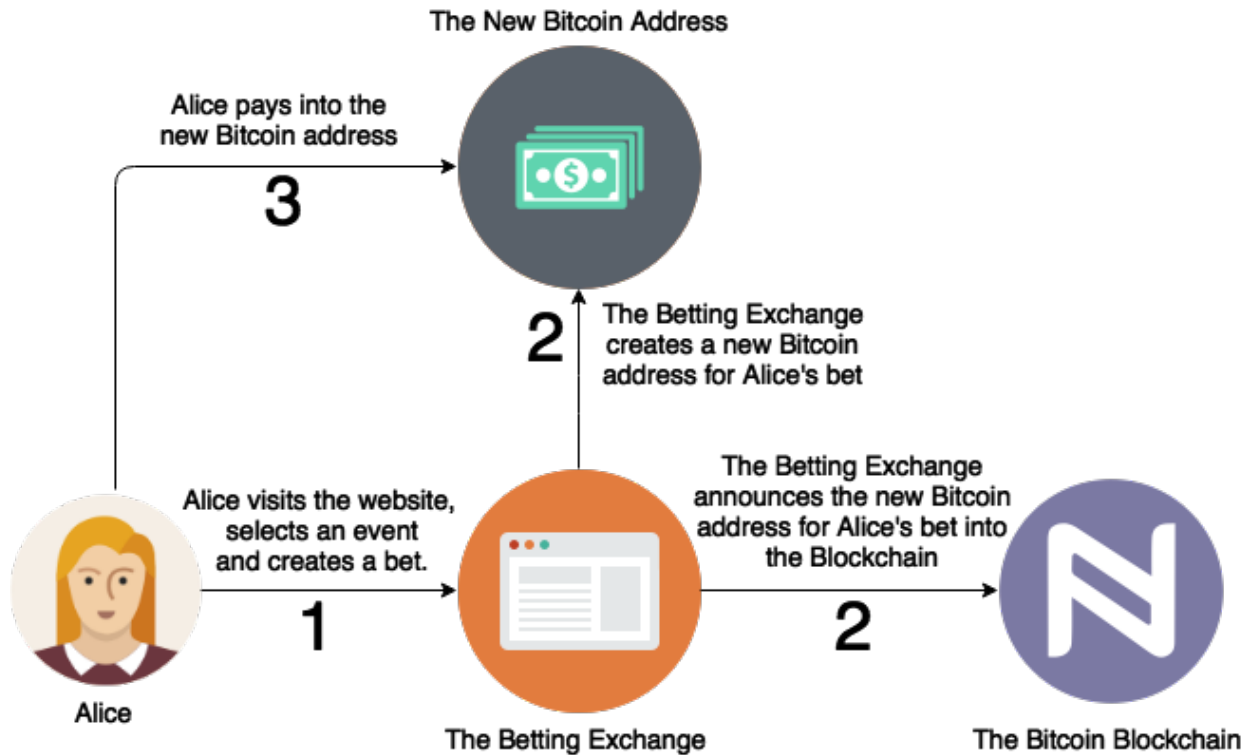 The New Bitcoin Address
Alice pays into the
new Bitcoin address
3
2
The Betting Exchange
creates a new Bitcoin
address for Alice's bet
Alice visits the website,
selects an event
and creates a bet.
1
The Betting Exchange
announces the new Bitcoin
address for Alice's bet into
the Blockchain
2
Alice
The Betting Exchange
The Bitcoin Blockchain